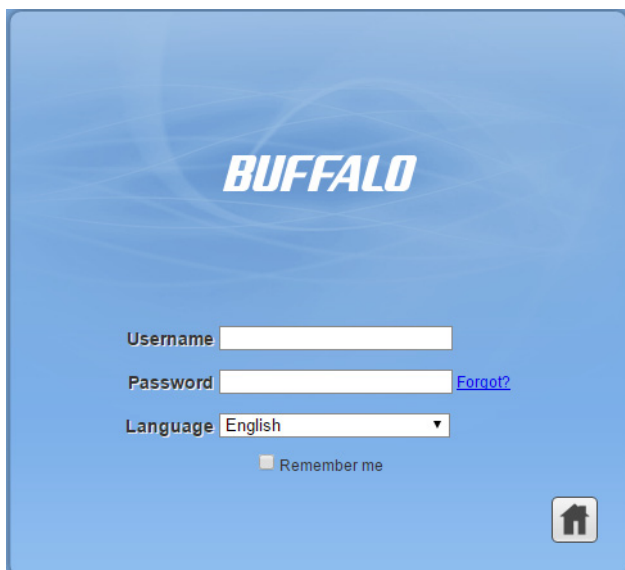 BUFFALO
Username
Password Forgot?
Language English
Remember me